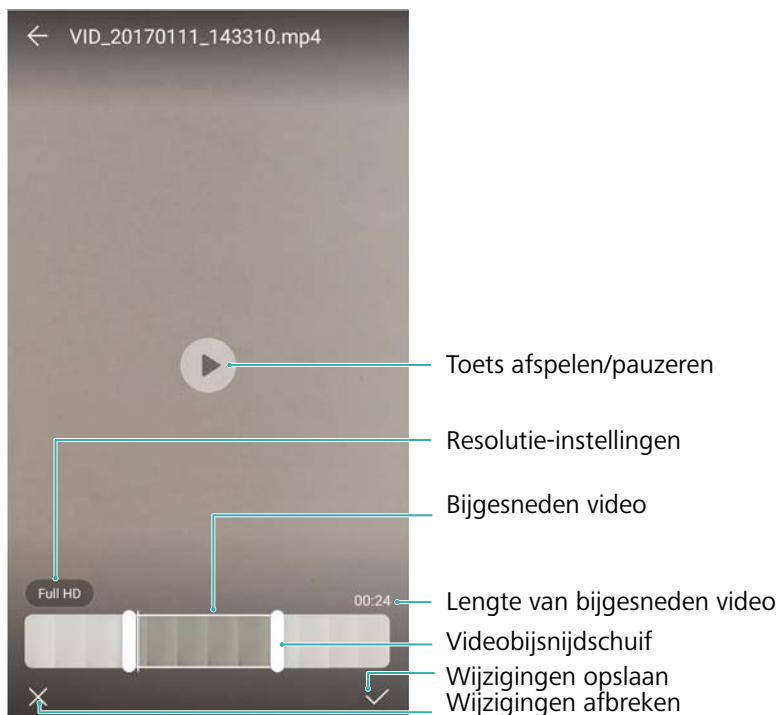 VID_20170111_143310.mp4
Toets afspelen/pauzeren
Resolutie-instellingen
Bijgesneden video
Full HD
00:24
Lengte van bijgesneden video
Videobijsnijdschuif
Wijzigingen opslaan
Wijzigingen afbreken